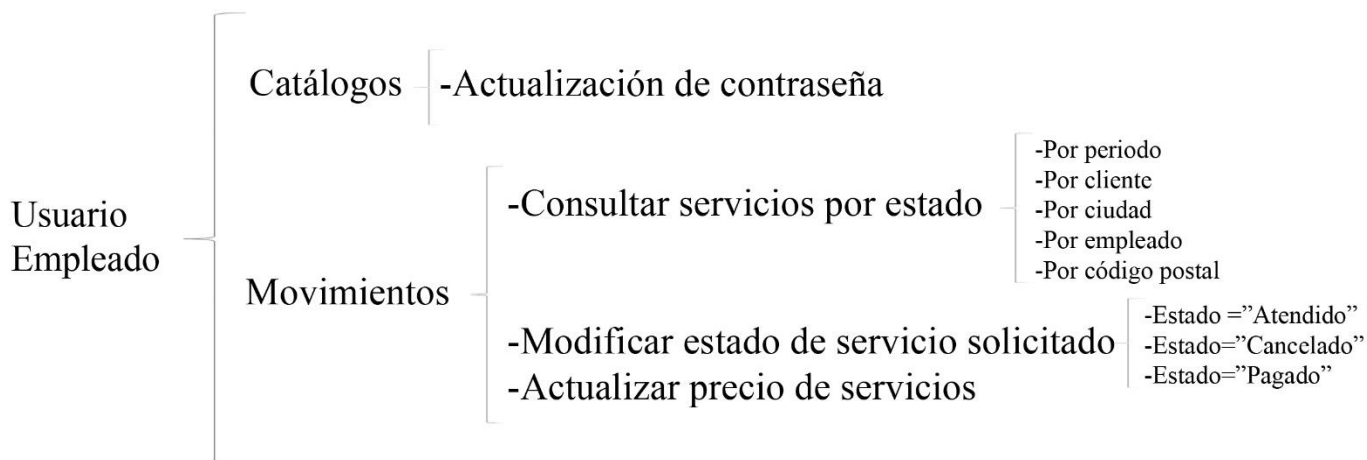 Usuario
Empleado
Catálogos
-Actualización de contraseña
Movimientos
-Consultar servicios por estado
-Por periodo
-Por cliente
-Por ciudad
-Por empleado
-Por código postal
-Modificar estado de servicio solicitado
-Estado =”Atendido”
-Estado=”Cancelado”
-Estado=”Pagado”
-Actualizar precio de servicios